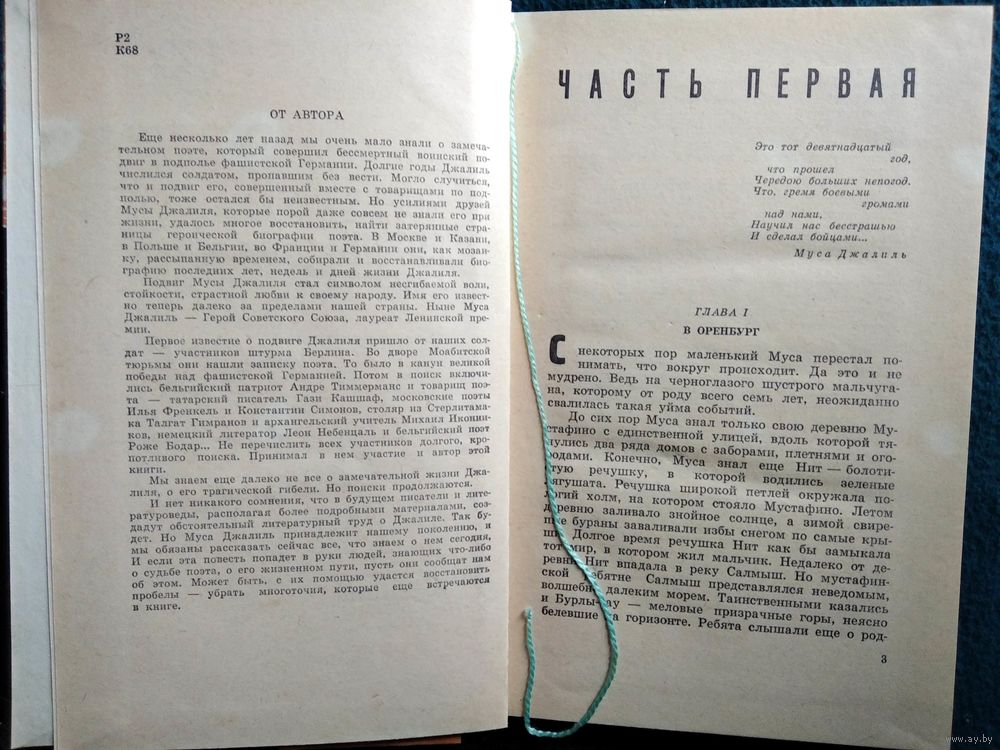 Р2
К68
ОТ АВТОРА
Еще несколько лет назад мы очень мало знали о замеча-
тельном поэте, который совершил бессмертный воинский по-
двиг в подполье фашистской Германии. Долгие годы Джалиль
числился солдатом, пропавшим без вести. Могло случиться,
что и подвиг его, совершенный вместе с товарищами по под-
полью, тоже остался бы неизвестным. Но усилиями друзей
Мусы Джалиля, которые порой даже совсем не знали его при
жизни, удалось многое восстановить, найти затерянные стра-
ницы героической биографии поэта. В Москве и Казани,
в Польше и Бельгии, во Франции и Германии они, как мозаи-
ку, рассыпанную временем, собирали и восстанавливали био-
графию последних лет, недель и дней жизни Джалиля.
Подвиг Мусы Джалиля стал символом несгибаемой воли,
стойкости, страстной любви к своему народу. Имя его извест-
но теперь далеко за пределами нашей страны. Ныне Муса
Джалиль — Герой Советского Союза, лауреат Ленинской пре-
мии.
Первое известие о подвиге Джалиля пришло от наших сол-
дат — участников штурма Берлина. Во дворе Моабитской
тюрьмы они нашли записку поэта. То было в канун великой
победы над фашистской Германией. Потом в поиск включи-
лись бельгийский патриот Андре Тиммерманс и товарищ поэ-
та — татарский писатель Гази Кашшаф, московские поэты
Илья Френкель и Константин Симонов, столяр из Стерлитама-
ка Талгат Гимранов и архангельский учитель Михаил Иконни-
ков, немецкий литератор Леон Небенцаль и бельгийский поэт
Роже Бодар... Не перечислить всех участников долгого, кро-
потливого поиска. Принимал в нем участие и автор этой
книги.
Мы знаем еще далеко не все о замечательной жизни Джа-
лиля, о его трагической гибели. Но поиски продолжаются.
И нет никакого сомнения, что в будущем писатели и лите-
ратуроведы, располагая более подробными материалами, соз-
дадут обстоятельный литературный труд о Джалиле. Так бу-
дет. Но Муса Джалиль принадлежит нашему поколению, и
мы обязаны рассказать сейчас все, что знаем о нем сегодня,
И если эта повесть попадет в руки людей, знающих что-либо
о судьбе поэта, о его жизненном пути, пусть они сообщат нам
об этом. Может быть, с их помощью удастся восстановить
пробелы — убрать многоточия, которые еще встречаются
в книге.
ЧАСТЬ ПЕРВАЯ
Это тот девятнадцатый
год,
что прошел
Чередою больших непогод.
Что, гремя боевыми
громами
над нами,
Научил нас бесстрашью
И сделал бойцами...
Муса Джалиль
ГЛАВА I
В ОРЕНБУРГ
С некоторых пор маленький Муса перестал по-
нимать, что вокруг происходит. Да это и не
мудрено. Ведь на черноглазого шустрого мальчуга-
на, которому от роду всего семь лет, неожиданно
свалилась такая уйма событий.
До сих пор Муса знал только свою деревню Му-
стафино с единственной улицей, вдоль которой тя-
нулись два ряда домов с заборами, плетнями и ого-
родами. Конечно, Муса знал еще Нит — болоти-
стую речушку, в которой водились зеленые
лягушата. Речушка широкой петлей окружала по-
логий холм, на котором стояло Мустафино. Летом
деревню заливало знойное солнце, а зимой свире-
пые бураны заваливали избы снегом по самые кры-
ши. Долгое время речушка Нит как бы замыкала
тот мир, в котором жил мальчик. Недалеко от де-
ревни Нит впадала в реку Салмыш. Но мустафин-
ской ребятне Салмыш представлялся неведомым,
волшебно далеким морем. Таинственными казались
и Бурлы-тау — меловые призрачные горы, неясно
белевшие на горизонте. Ребята слышали еще о род-
3
www.ay.by